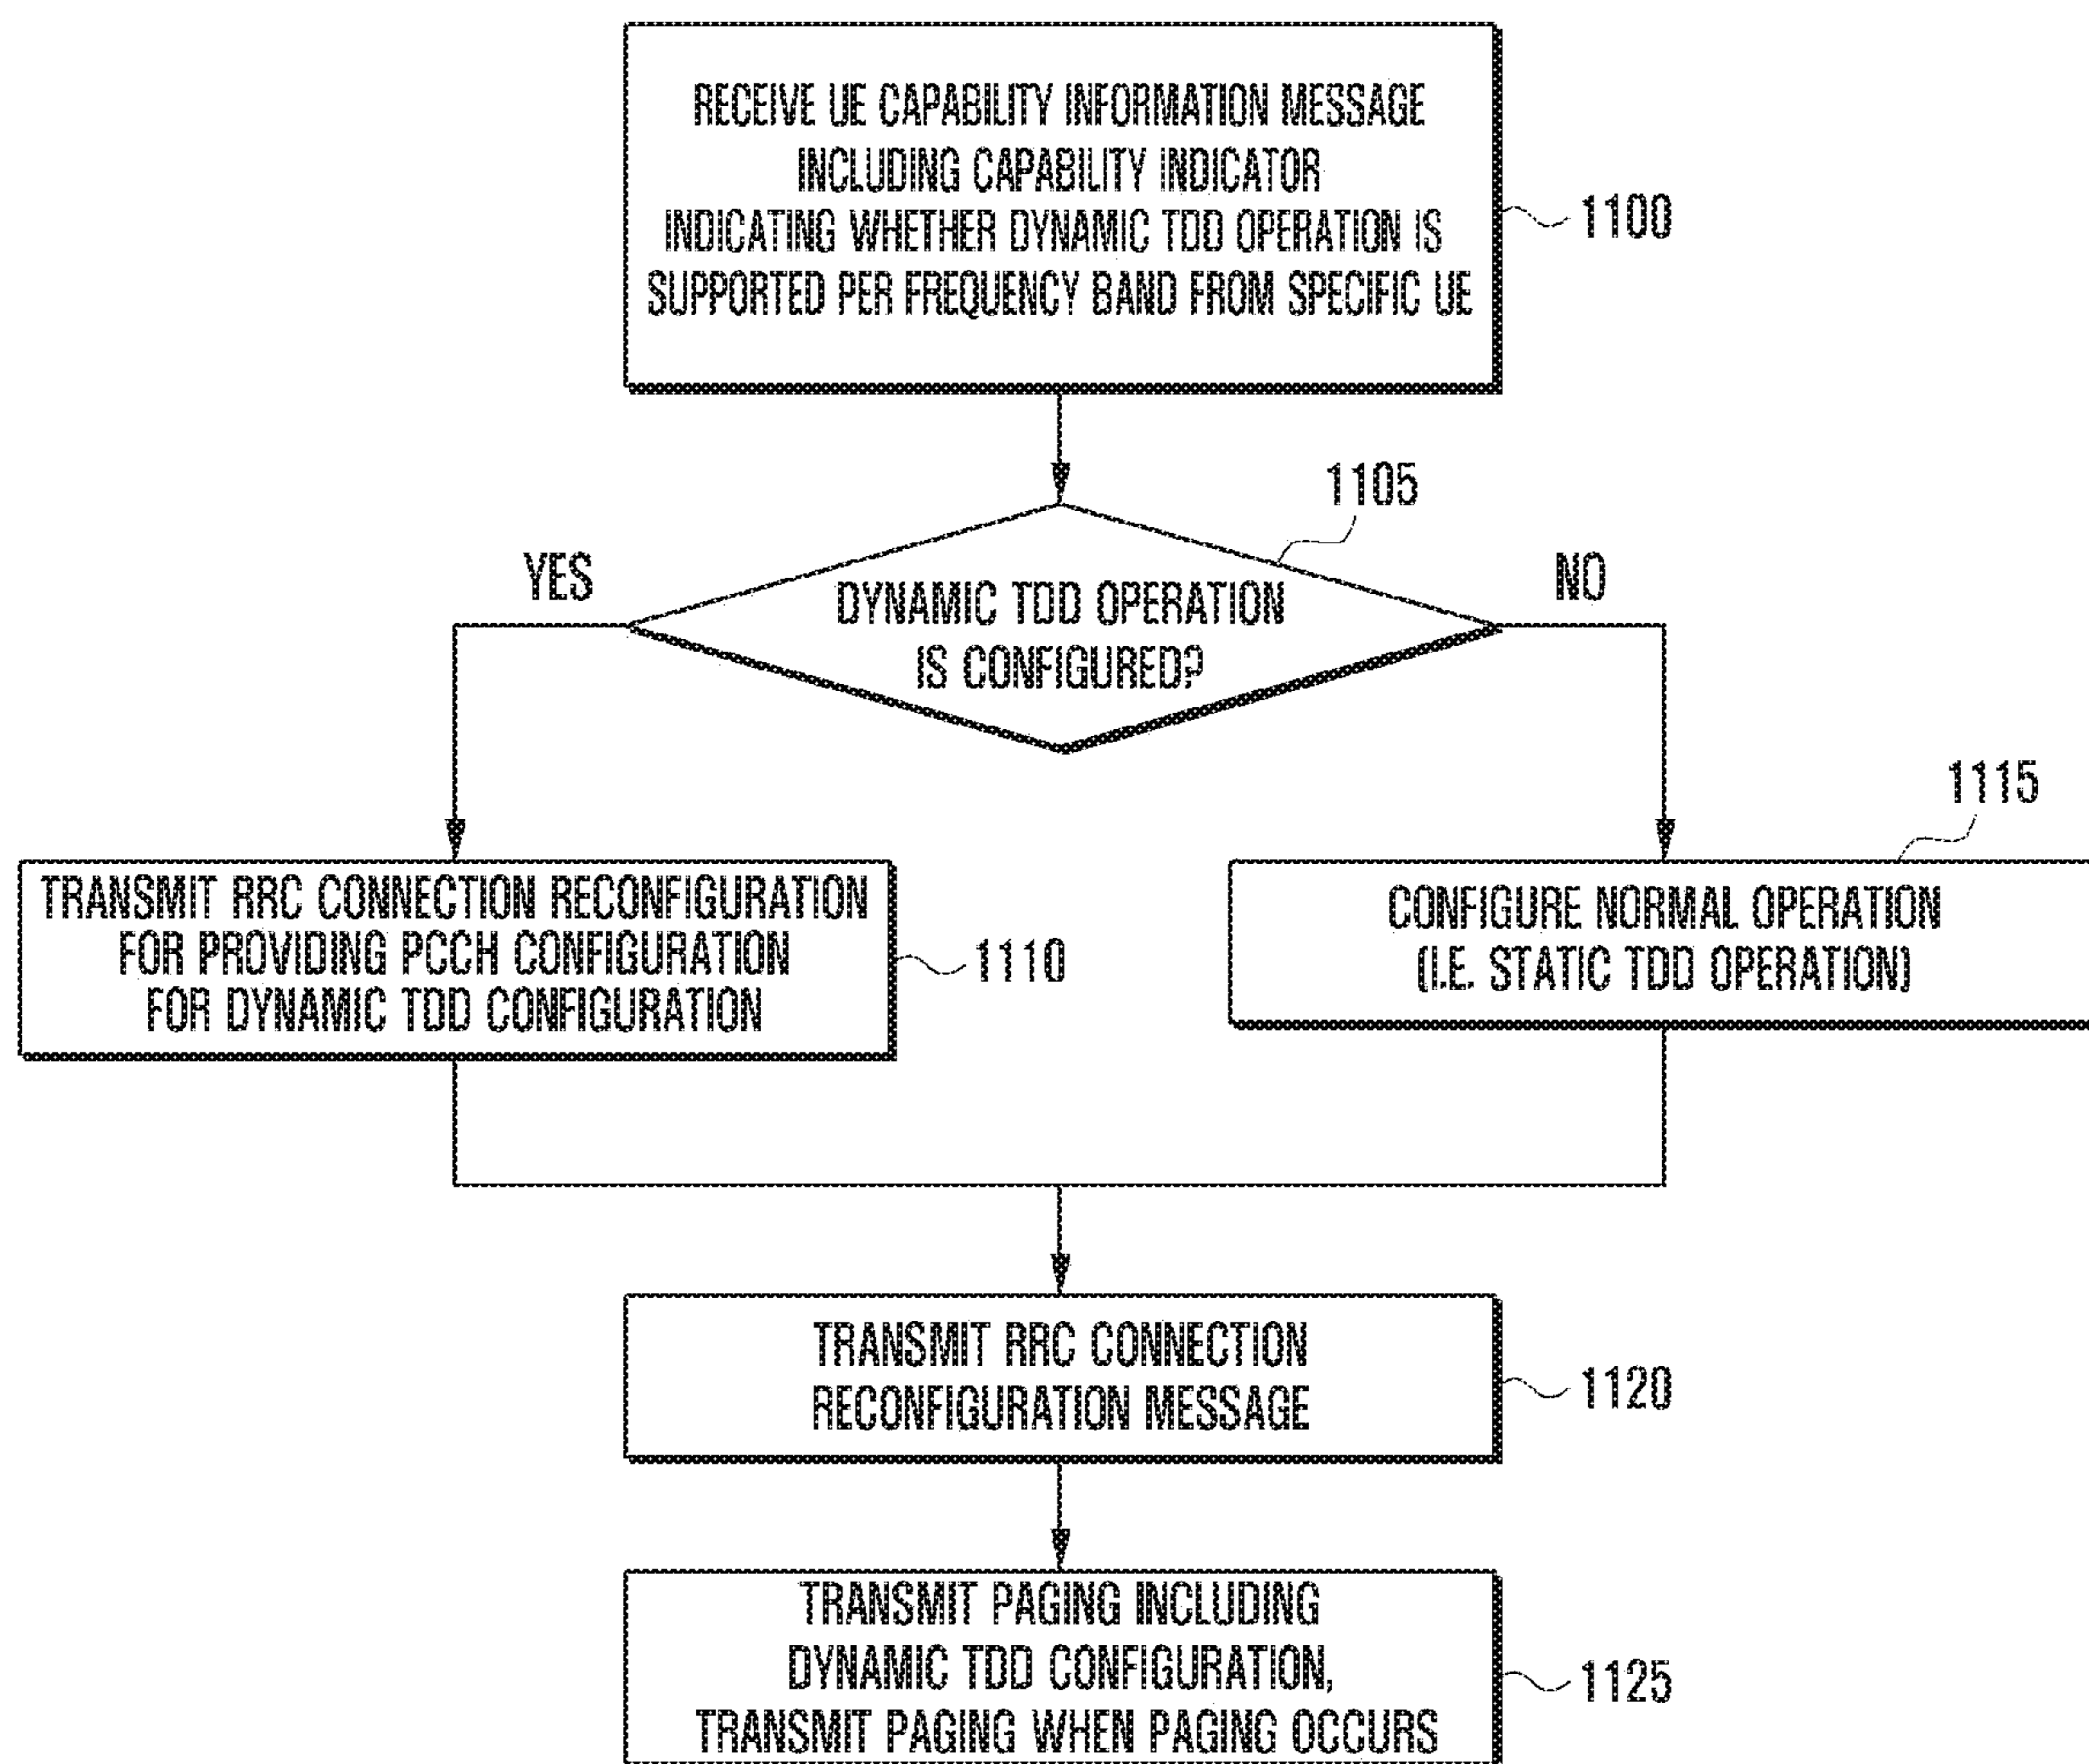 RECEIVE UE CAPABILITY INFORMATION MESSAGE
INCLUDING CAPABILITY INDICATOR
INDICATING WHETHER DYNAMIC TDD OPERATION IS
SUPPORTED PER FREQUENCY BAND FROM SPECIFIC UE
1100
1105
YES
NO
DYNAMIC TDD OPERATION
IS CONFIGURED?
1115
TRANSMIT RRC CONNECTION RECONFIGURATION
FOR PROVIDING PCCH CONFIGURATION
FOR DYNAMIC TDD CONFIGURATION
1110
CONFIGURE NORMAL OPERATION
(I.E. STATIC TDD OPERATION)
TRANSMIT RRC CONNECTION
RECONFIGURATION MESSAGE
1120
TRANSMIT PAGING INCLUDING
DYNAMIC TDD CONFIGURATION,
TRANSMIT PAGING WHEN PAGING OCCURS
1125